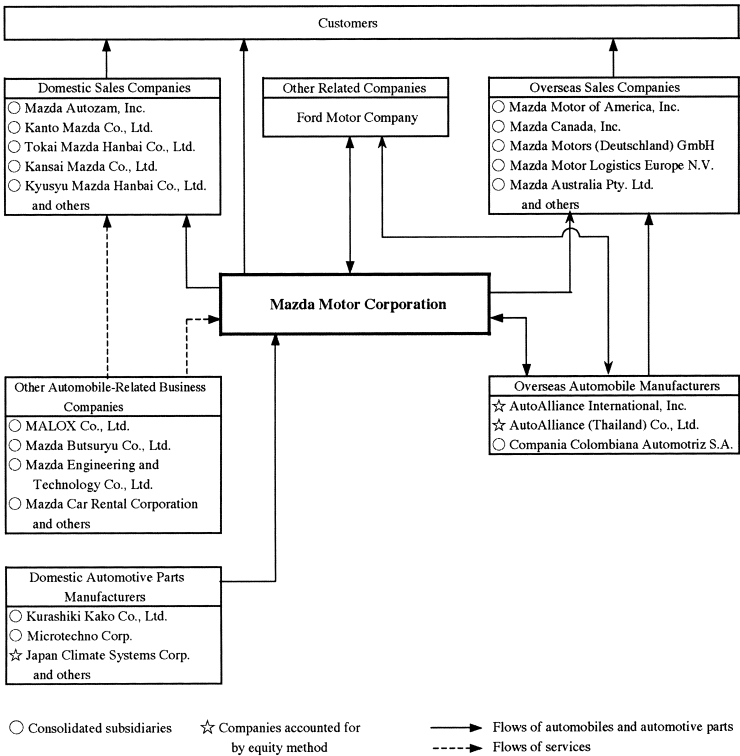 Customers
Domestic Sales Companies
○ Mazda Autozam, Inc.
○ Kanto Mazda Co., Ltd.
○ Tokai Mazda Hanbai Co., Ltd.
○ Kansai Mazda Co., Ltd.
○ Kyusyu Mazda Hanbai Co., Ltd.
and others
Other Related Companies
Ford Motor Company
Overseas Sales Companies
○ Mazda Motor of America, Inc.
○ Mazda Canada, Inc.
○ Mazda Motors (Deutschland) GmbH
○ Mazda Motor Logistics Europe N.V.
○ Mazda Australia Pty. Ltd.
and others
Mazda Motor Corporation
Other Automobile-Related Business
Companies
○ MALOX Co., Ltd.
○ Mazda Butsuryu Co., Ltd.
○ Mazda Engineering and
Technology Co., Ltd.
○ Mazda Car Rental Corporation
and others
Overseas Automobile Manufacturers
☆ AutoAlliance International, Inc.
☆ AutoAlliance (Thailand) Co., Ltd.
○ Compania Colombiana Automotriz S.A.
Domestic Automotive Parts
Manufacturers
○ Kurashiki Kako Co., Ltd.
○ Microtechno Corp.
☆ Japan Climate Systems Corp.
and others
○ Consolidated subsidiaries
☆ Companies accounted for
by equity method
Flows of automobiles and automotive parts
Flows of services